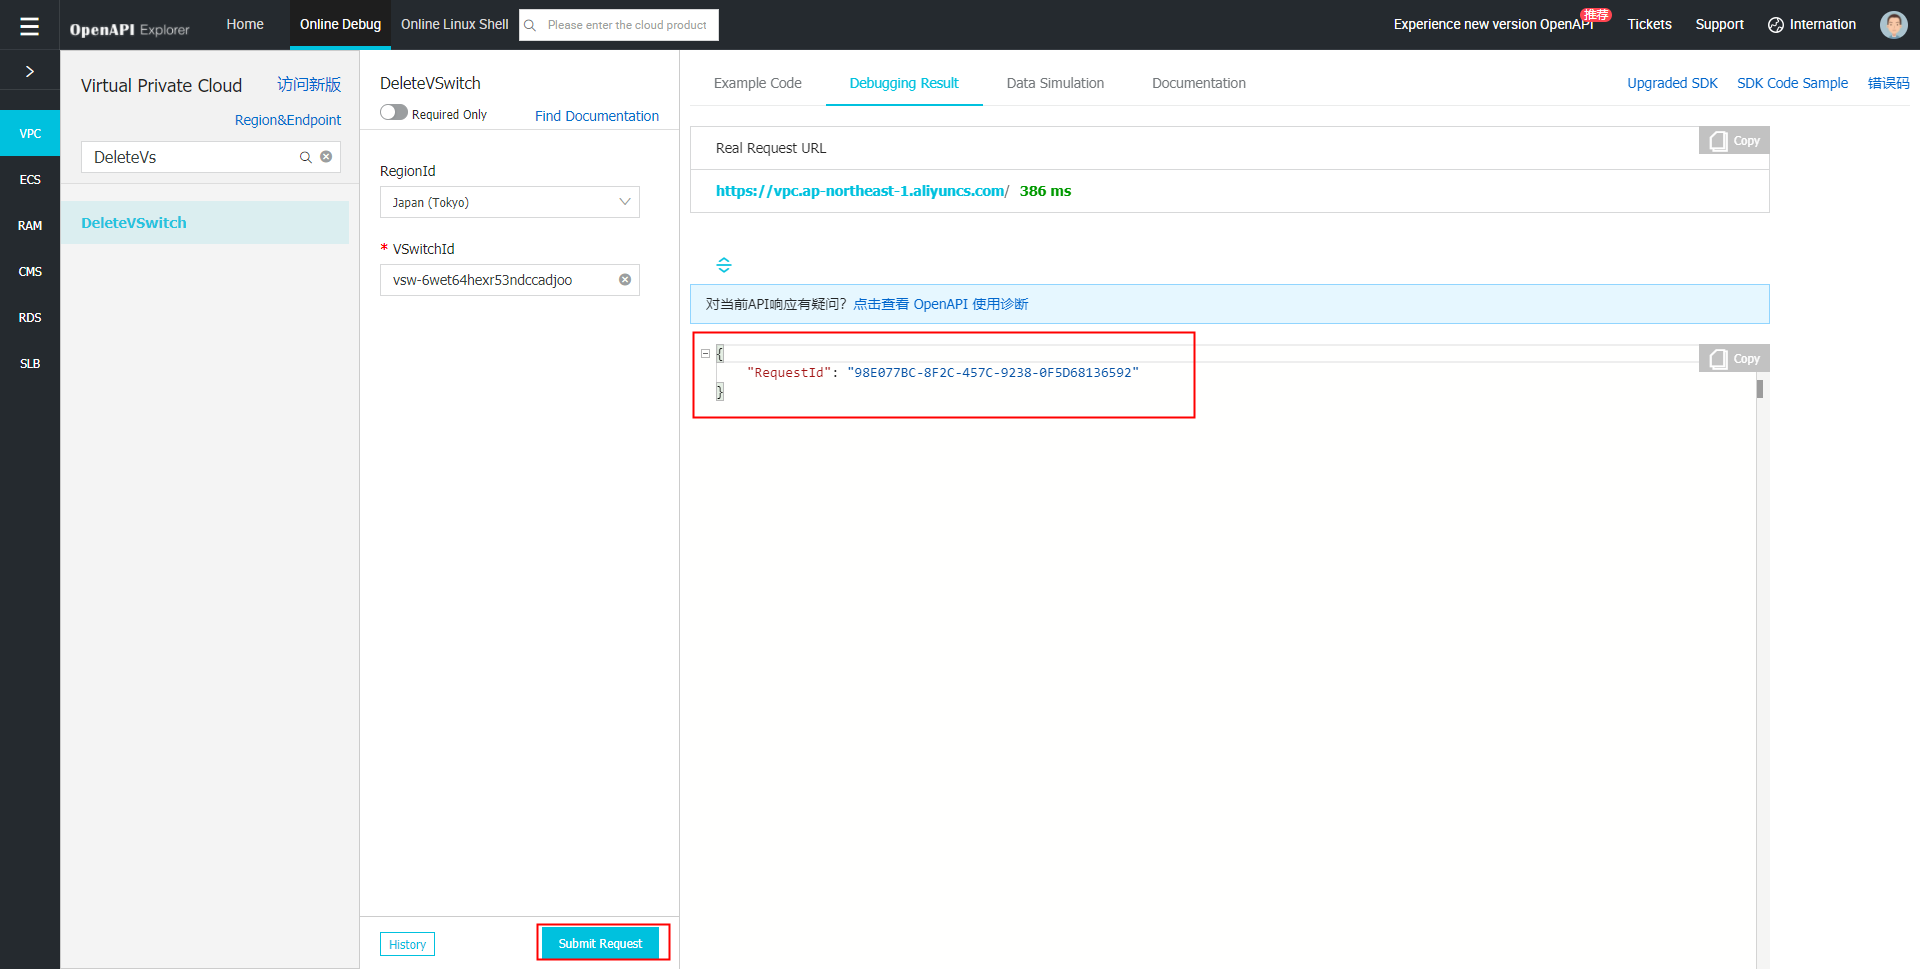 OpenAPI Explorer
Home
Online Debug
Online Linux Shell
Please enter the cloud product
Experience new version OpenAPI
推荐
Tickets
Support
Internation
VPC
ECS
RAM
CMS
RDS
SLB
Virtual Private Cloud
访问新版
Region&Endpoint
DeleteVs
DeleteVSwitch
DeleteVSwitch
Required Only
Find Documentation
RegionId
Japan (Tokyo)
* VSwitchId
vsw-6wet64hexr53ndccadjoo
History
Submit Request
Example Code
Debugging Result
Data Simulation
Documentation
Upgraded SDK
SDK Code Sample
错误码
Real Request URL
Copy
https://vpc.ap-northeast-1.aliyuncs.com/ 386 ms
对当前API响应有疑问? 点击查看 OpenAPI 使用诊断
Copy
{
"RequestId": "98E077BC-8F2C-457C-9238-0F5D68136592"
}